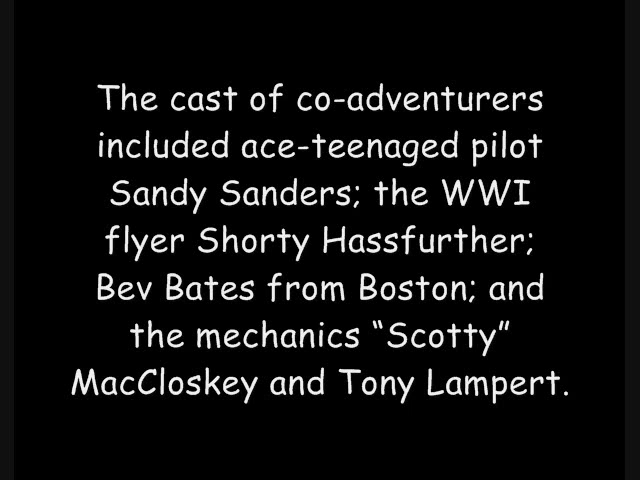 The cast of co-adventurers
included ace-teenaged pilot
Sandy Sanders; the WWI
flyer Shorty Hassfurther;
Bev Bates from Boston; and
the mechanics “Scotty”
MacCloskey and Tony Lampert.